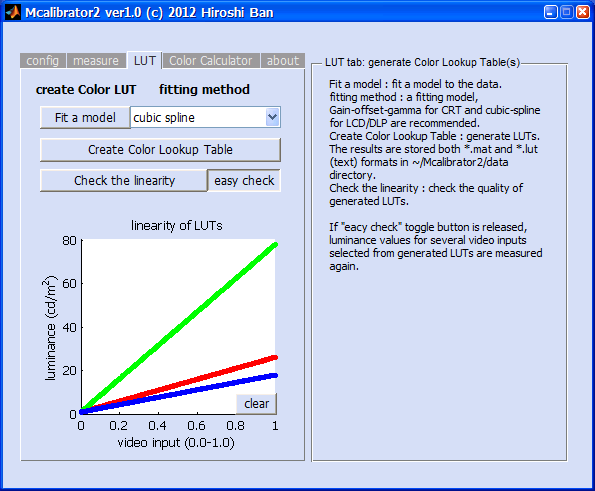 Mcalibrator2 ver1.0 (c) 2012 Hiroshi Ban
config measure LUT Color Calculator about
create Color LUT fitting method
Fit a model cubic spline
Create Color Lookup Table
Check the linearity easy check
linearity of LUTs
80
60
40
20
0
luminance (cd/m²)
0 0.2 0.4 0.6 0.8 1
video input (0.0-1.0)
clear
LUT tab: generate Color Lookup Table(s)
Fit a model : fit a model to the data.
fitting method : a fitting model,
Gain-offset-gamma for CRT and cubic-spline
for LCD/DLP are recommended.
Create Color Lookup Table : generate LUTs.
The results are stored both *.mat and *.lut
(text) formats in ~/Mcalibrator2/data
directory.
Check the linearity : check the quality of
generated LUTs.
If "eacy check" toggle button is released,
luminance values for several video inputs
selected from generated LUTs are measured
again.